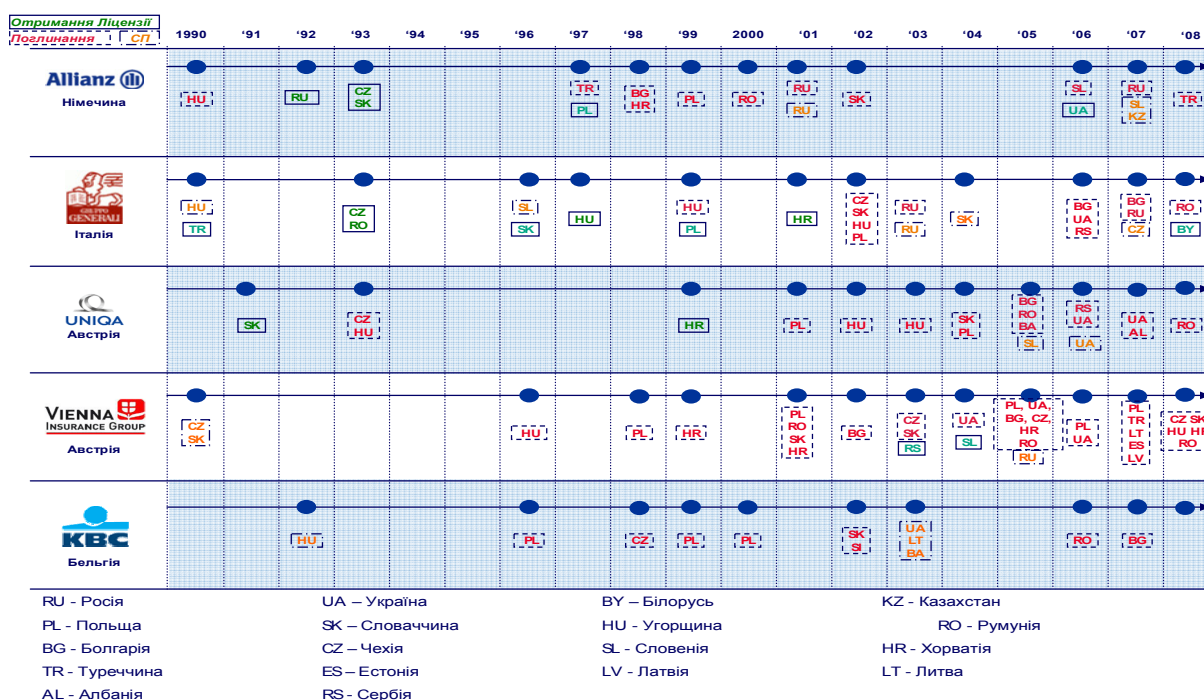 Отримання Ліцензії
Поглинання СП
1990 '91 '92 '93 '94 '95 '96 '97 '98 '99 2000 '01 '02 '03 '04 '05 '06 '07 '08
Allianz
Німечина
HU RU CZ TR BG PL RO RU SK SL RU TR
SK PL HR RU UA SL
KZ
GRUPPO
GENERALI
Італія
HU CZ SL HU HU HR CZ RU SK BG BG RO
TR RO SK PL SK RU UA RU BY
HU RS CZ
PL
UNIQA
Австрія
SK CZ HR PL HU HU SK BG RS UA RO
HU PL RO UA AL
BA UA
SL
VIENNA
INSURANCE GROUP
Австрія
CZ HU PL HR PL BG CZ UA PL, UA, PL PL CZ SK
SK RO SK SL BG, CZ, UA TR HU HR
SK RS HR LT RO
HR RO ES
RU LV
KBC
Бельгія
HU PL CZ PL PL SK UA RO BG
SI LT
BA
RU - Росія UA – Україна BY – Білорусь KZ - Казахстан
PL - Польща SK – Словаччина HU - Угорщина RO - Румунія
BG - Болгарія CZ – Чехія SL - Словенія HR - Хорватія
TR - Туреччина ES – Естонія LV - Латвія LT - Литва
AL - Албанія RS - Сербія